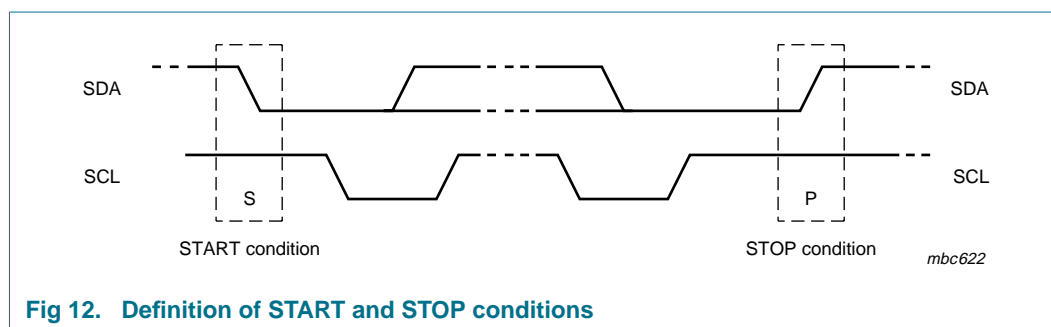 SDA
SDA
SCL
SCL
S
P
START condition
STOP condition
mbc622
Fig 12. Definition of START and STOP conditions